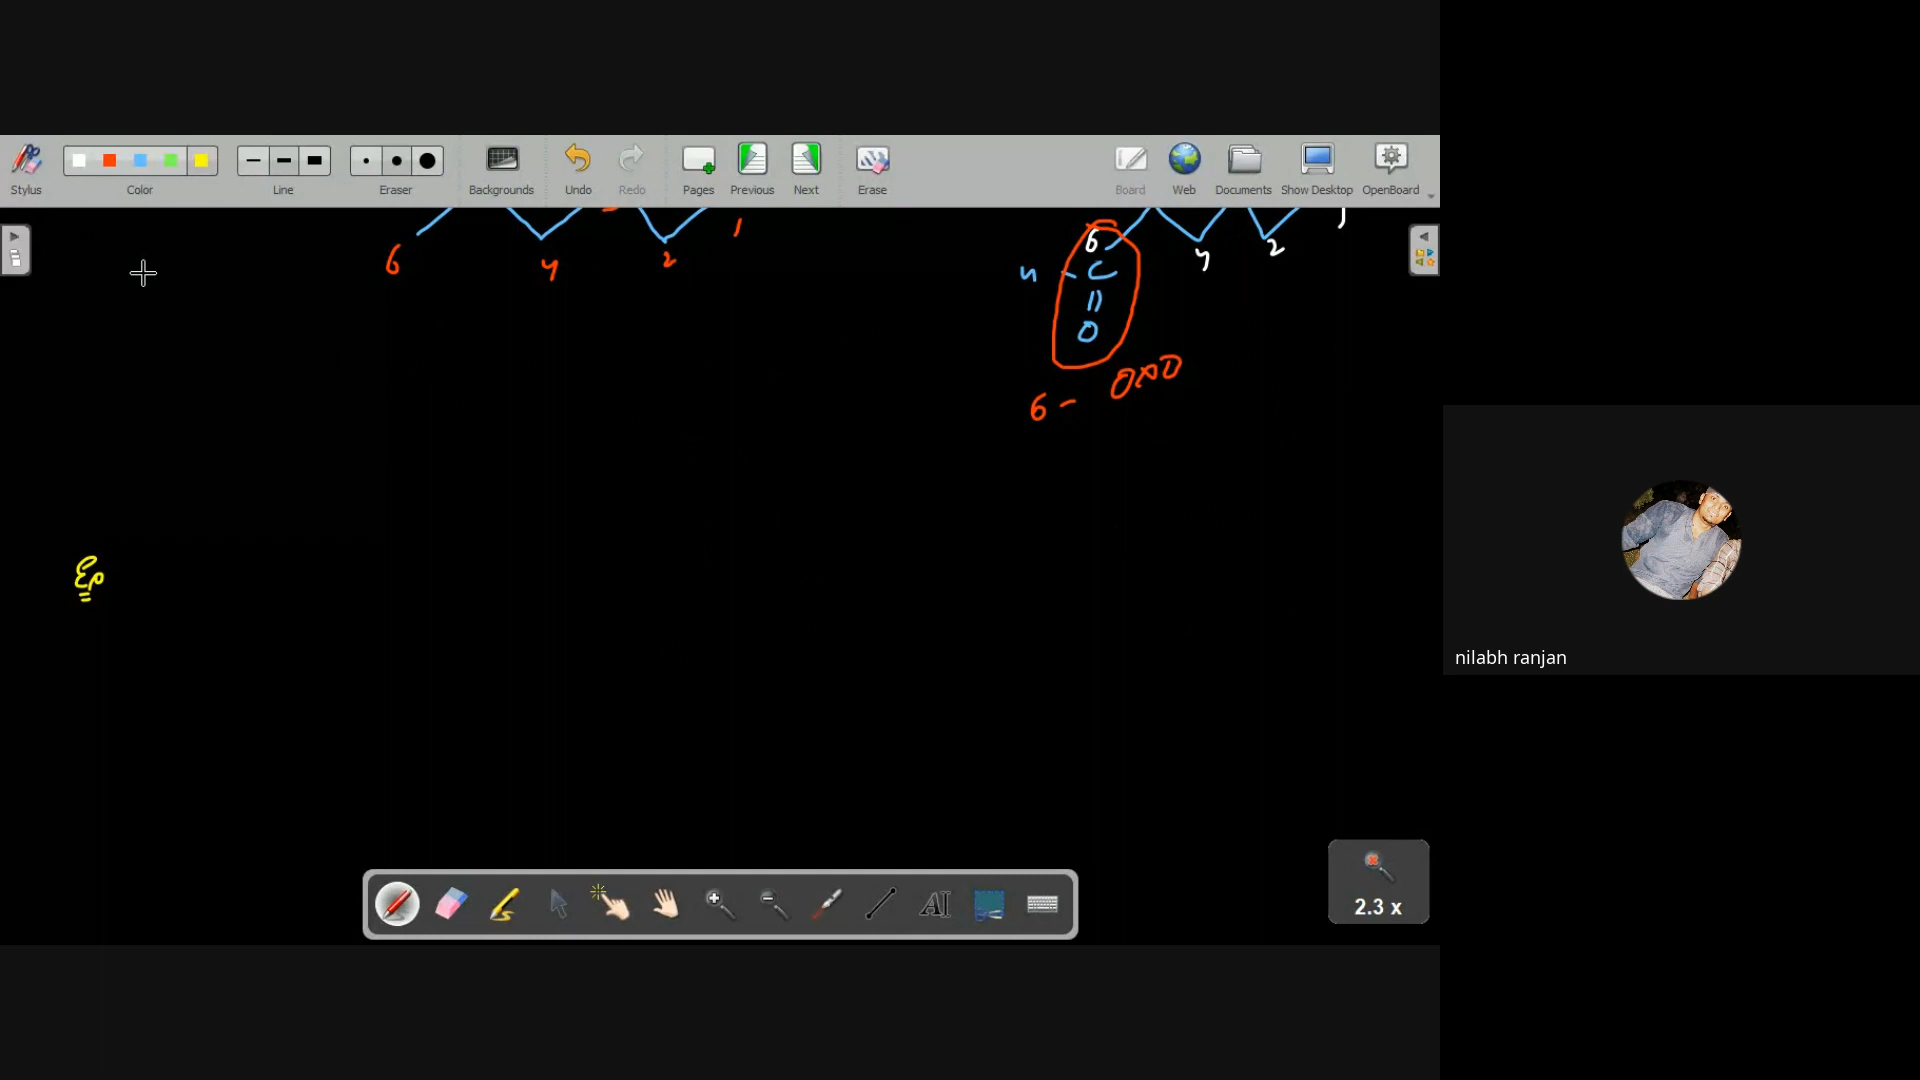 Stylus
Color
Line
Eraser
Backgrounds
Undo
Redo
Pages
Previous
Next
Erase
Board
Web
Documents
Show Desktop
OpenBoard
6 4 2 1
6 4 2
C
O
6 -
AI
2.3 x
nilabh ranjan